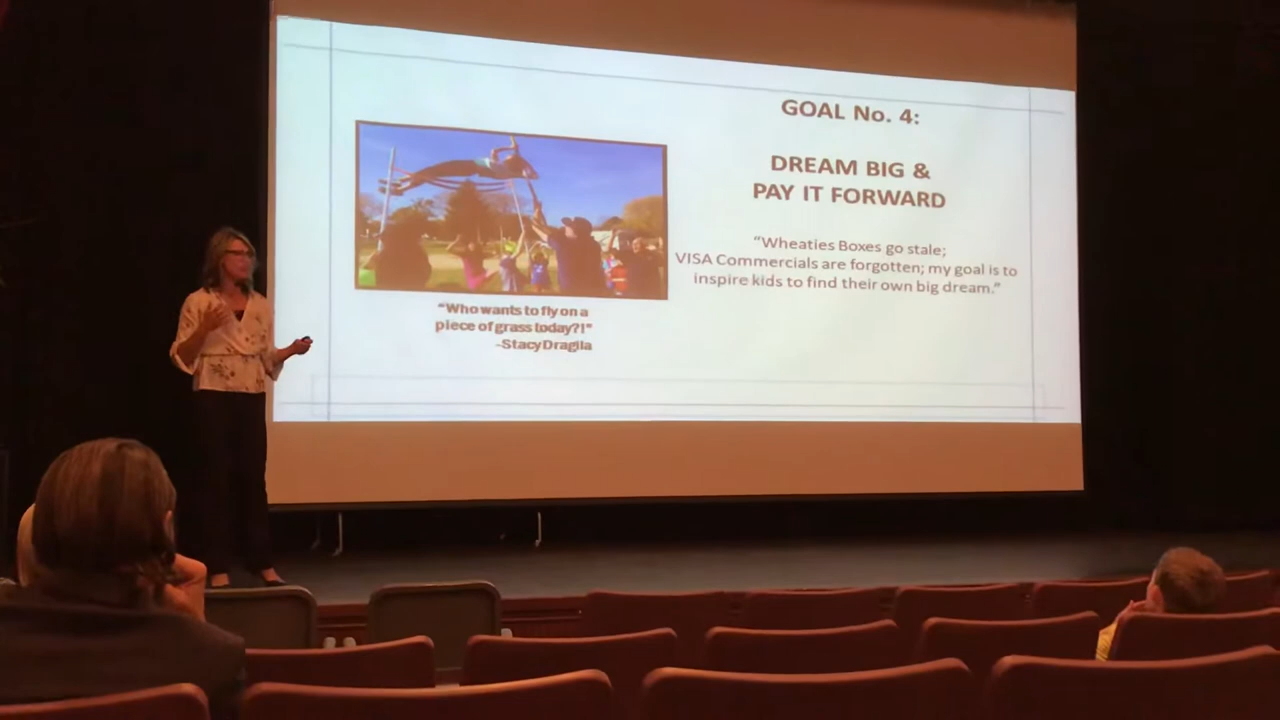 GOAL No. 4:
DREAM BIG &
PAY IT FORWARD
"Wheaties Boxes go stale;
VISA Commercials are forgotten; my goal is to
inspire kids to find their own big dream."
"Who wants to fly on a
piece of grass today?!"
-Stacy Dragila